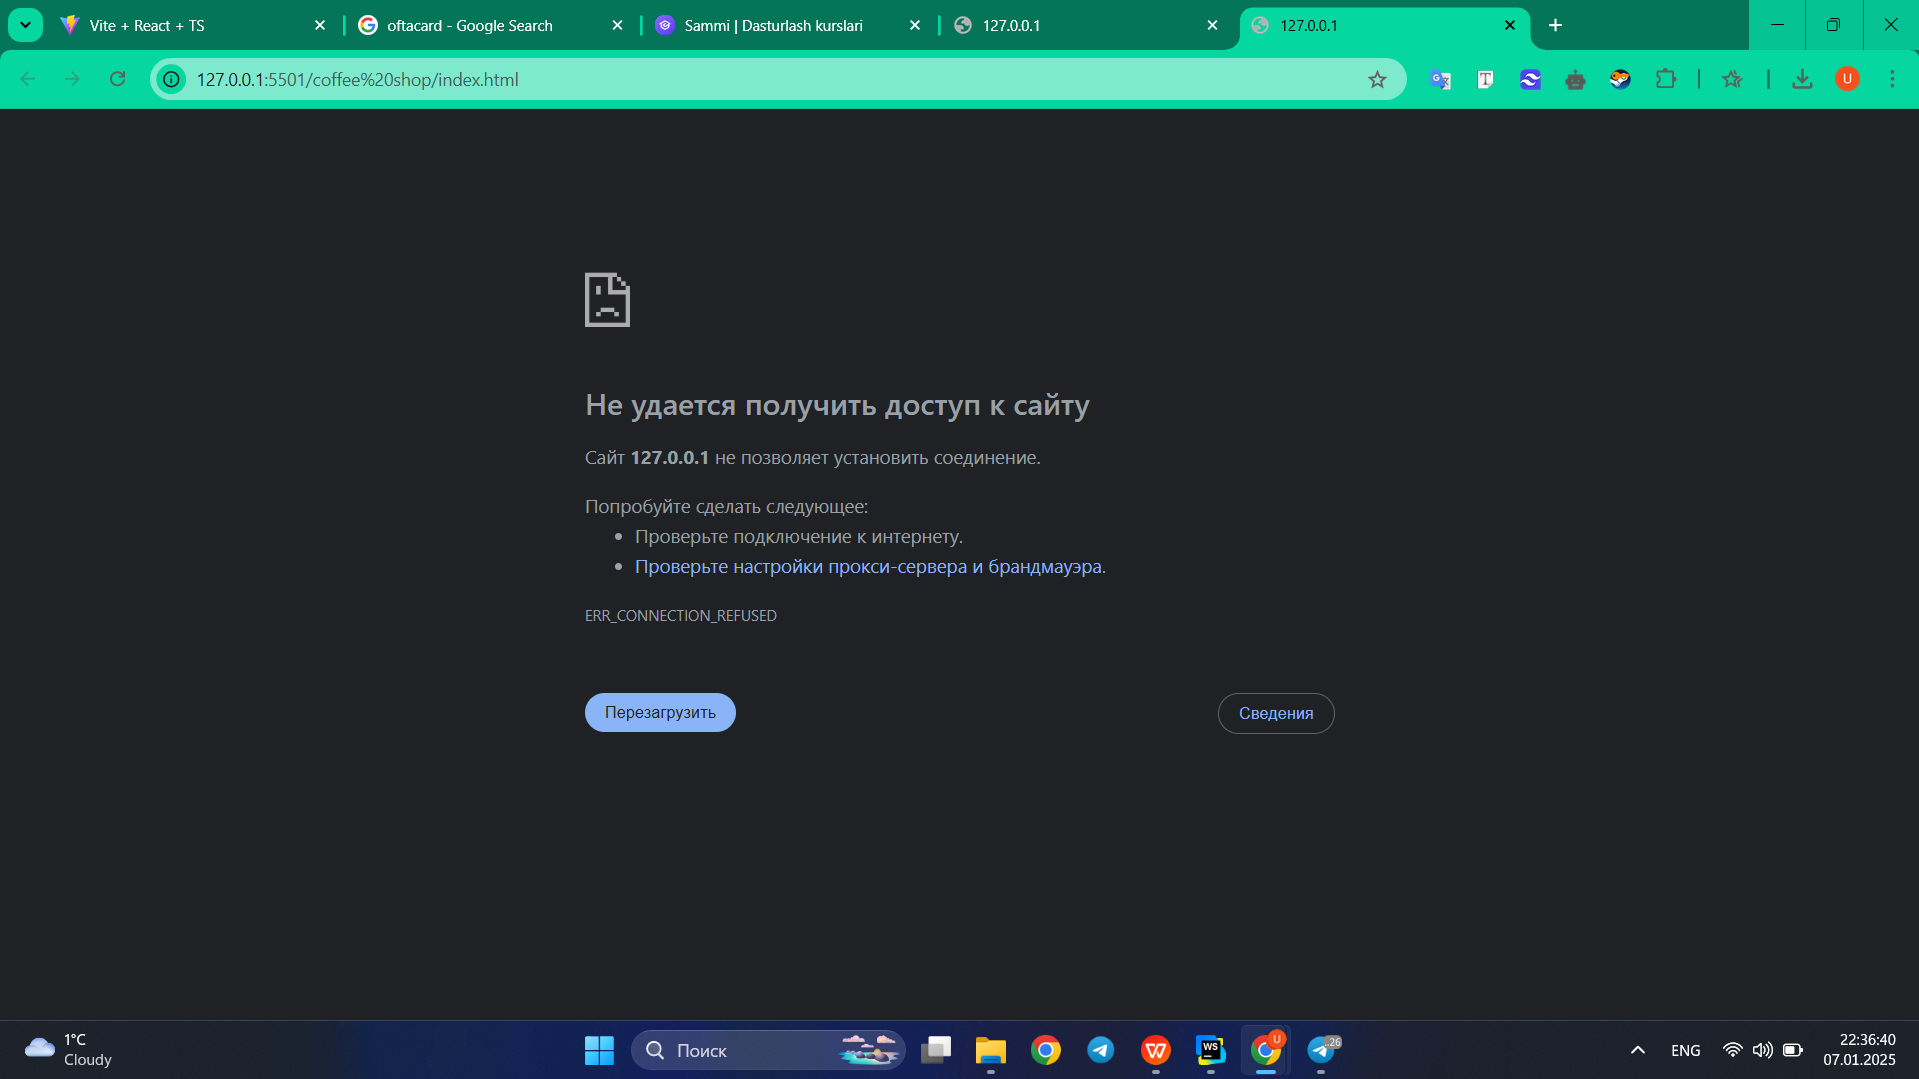 Vite + React + TS
oftacard - Google Search
Sammi | Dasturlash kurslari
127.0.0.1
127.0.0.1
127.0.0.1:5501/coffee%20shop/index.html
U
Не удается получить доступ к сайту
Сайт 127.0.0.1 не позволяет установить соединение.
Попробуйте сделать следующее:
Проверьте подключение к интернету.
Проверьте настройки прокси-сервера и брандмауэра.
ERR_CONNECTION_REFUSED
Перезагрузить
Сведения
1°C
Cloudy
Поиск
WS
U
..26
ENG
22:36:40
07.01.2025